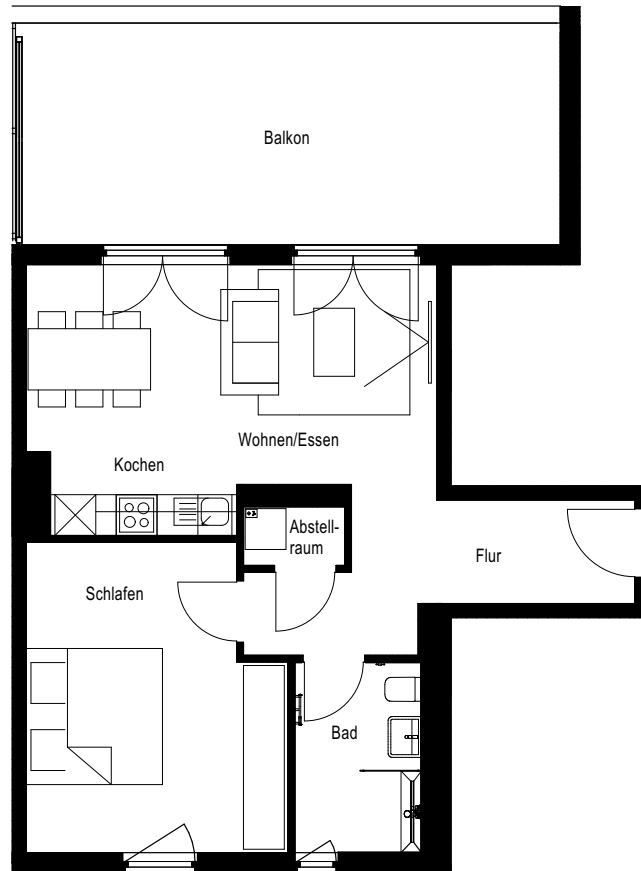 Balkon
Wohnen/Essen
Kochen
Abstell-
raum
Flur
Schlafen
Bad